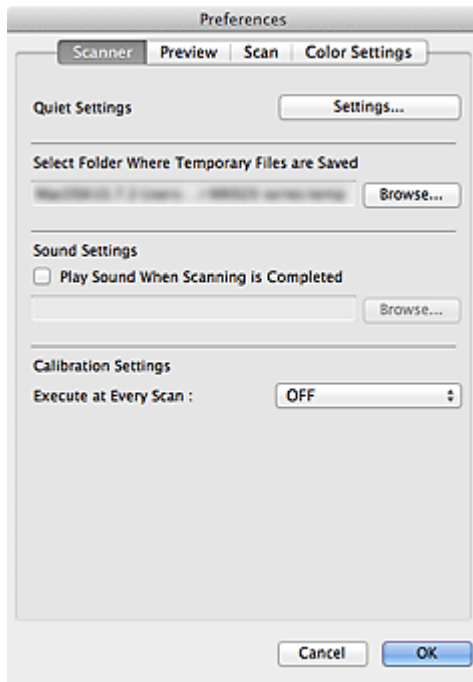 Preferences
Scanner Preview Scan Color Settings
Quiet Settings Settings...
Select Folder Where Temporary Files are Saved
Browse...
Sound Settings
Play Sound When Scanning is Completed
Browse...
Calibration Settings
Execute at Every Scan : OFF
Cancel OK